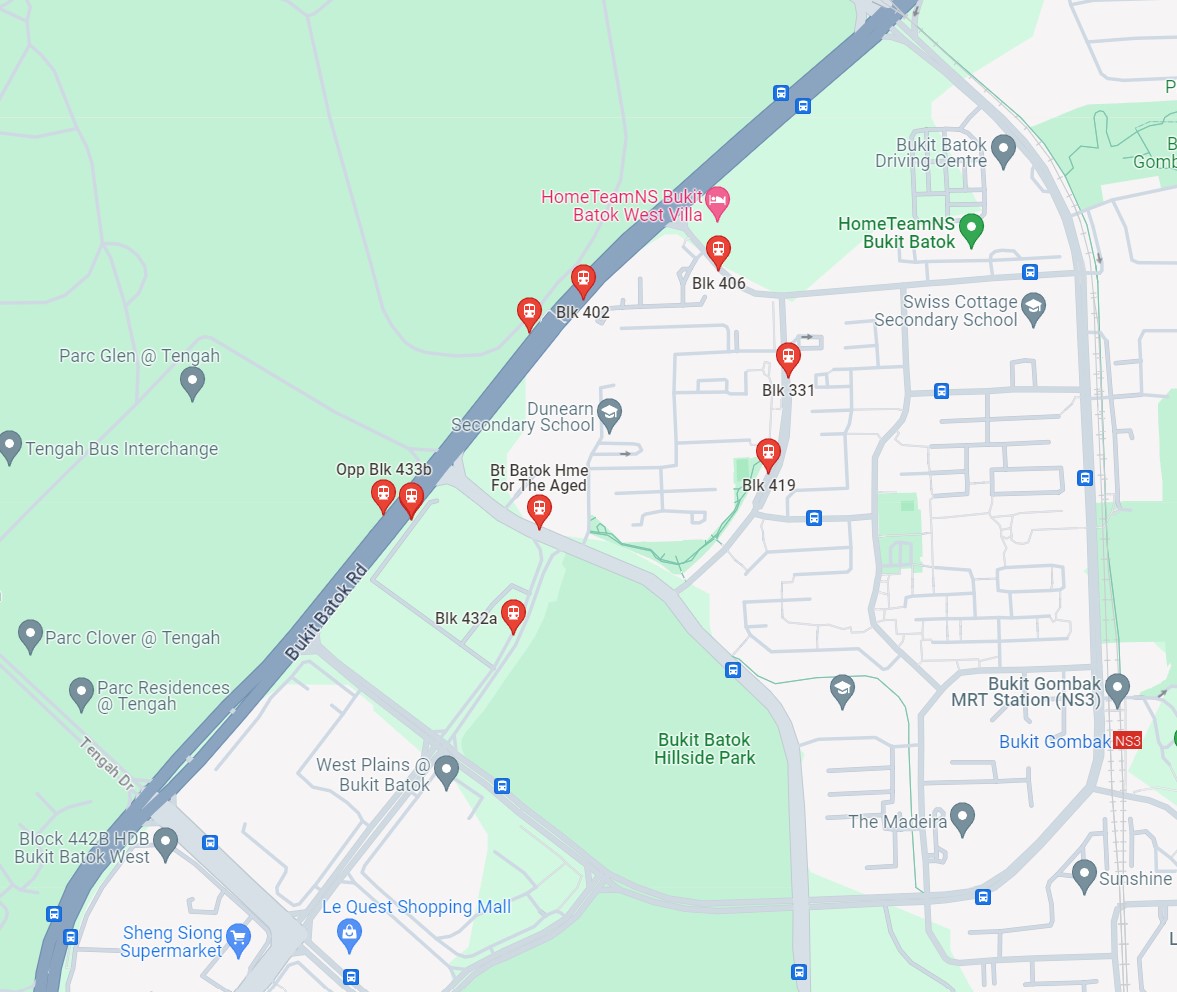 P
Bukit Batok
Driving Centre
B
Gomb
HomeTeamNS Bukit
Batok West Villa
HomeTeamNS
Bukit Batok
Blk 406
Blk 402
Swiss Cottage
Secondary School
Parc Glen @ Tengah
Blk 331
Dunearn
Secondary School
Tengah Bus Interchange
Opp Blk 433b
Bt Batok Hme
For The Aged
Blk 419
Bukit Batok Rd
Blk 432a
Parc Clover @ Tengah
Parc Residences
@ Tengah
Bukit Gombak
MRT Station (NS3)
Bukit Gombak NS3
Tengah Dr
Bukit Batok
Hillside Park
West Plains @
Bukit Batok
The Madeira
Block 442B HDB
Bukit Batok West
Sunshine
Le Quest Shopping Mall
Sheng Siong
Supermarket
L